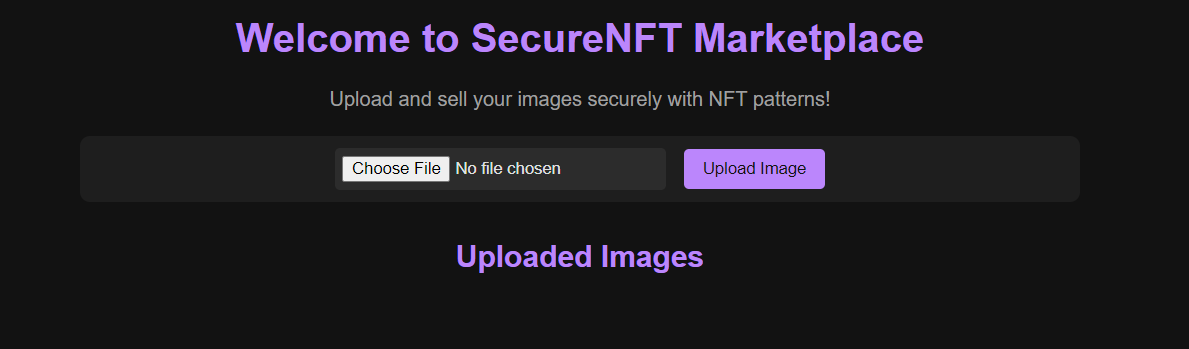 Welcome to SecureNFT Marketplace
Upload and sell your images securely with NFT patterns!
Choose File No file chosen Upload Image
Uploaded Images